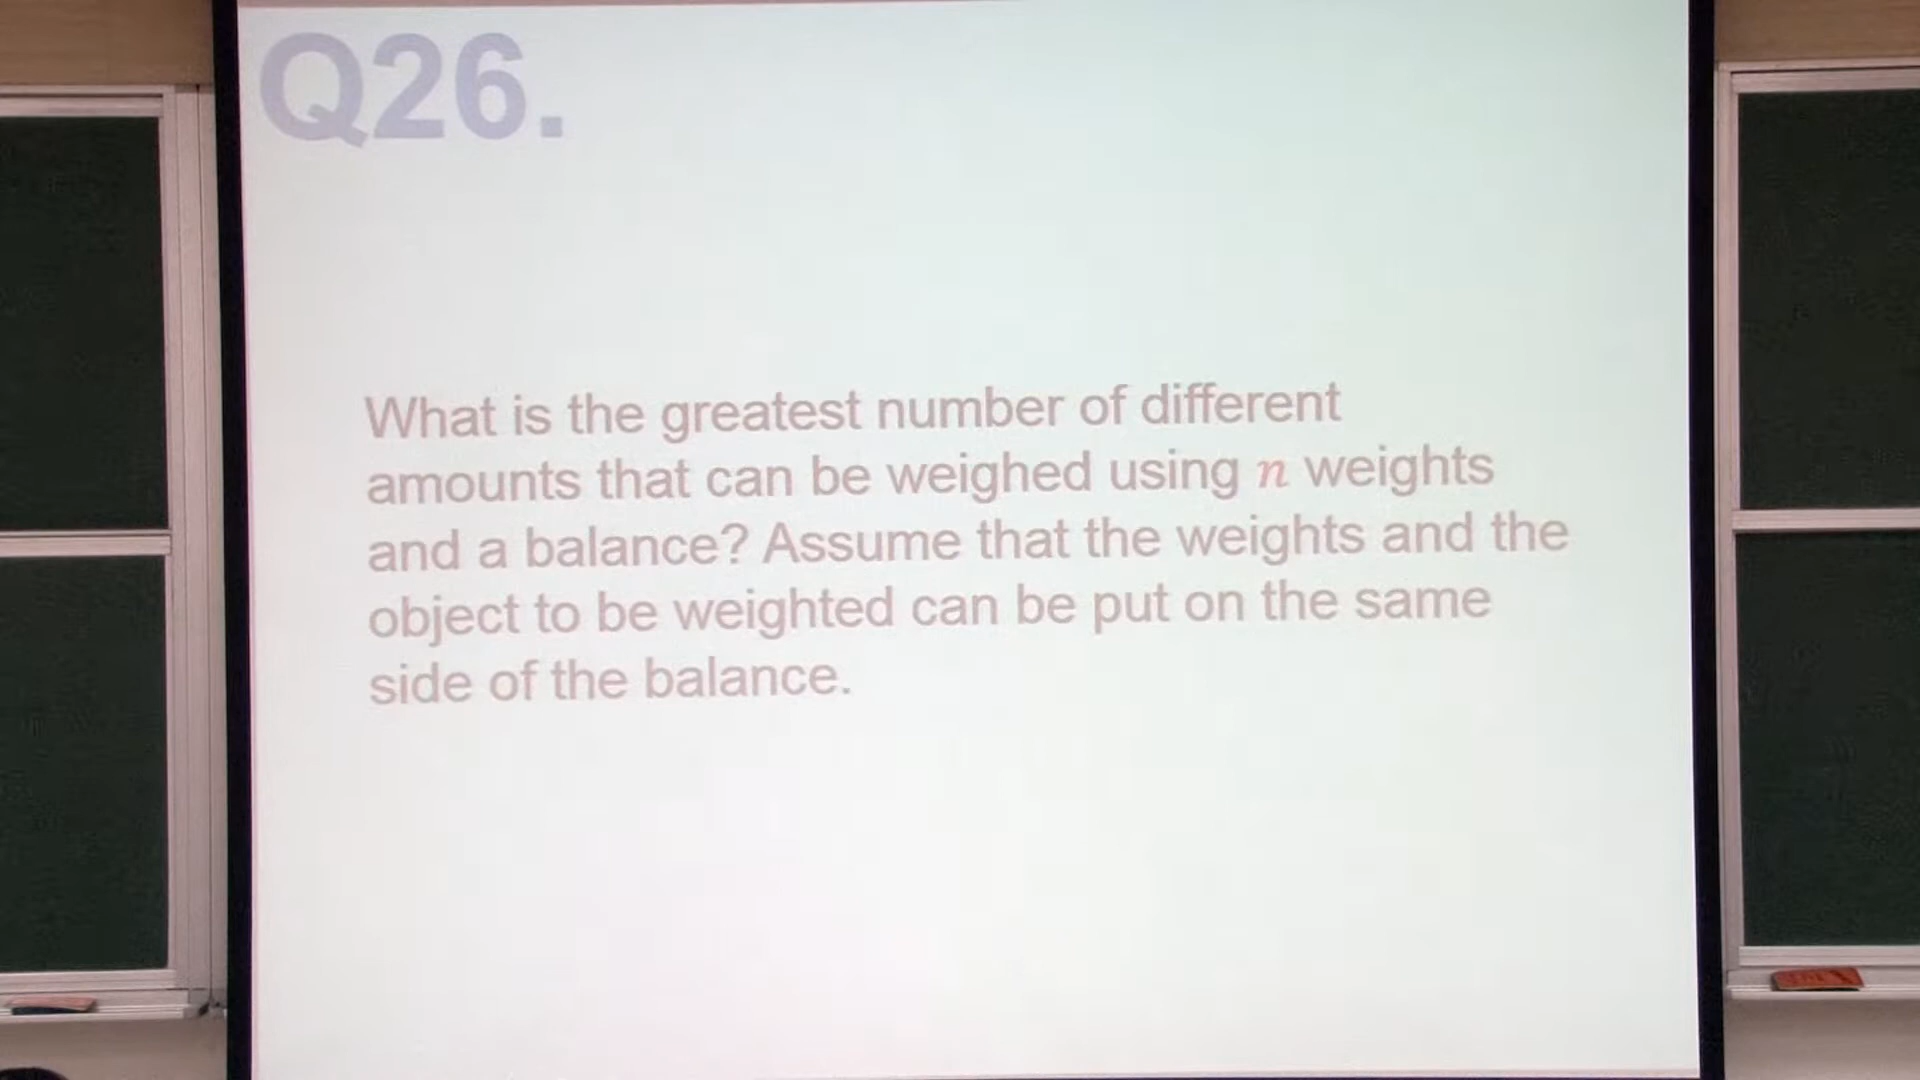 Q26.
What is the greatest number of different
amounts that can be weighed using n weights
and a balance? Assume that the weights and the
object to be weighted can be put on the same
side of the balance.